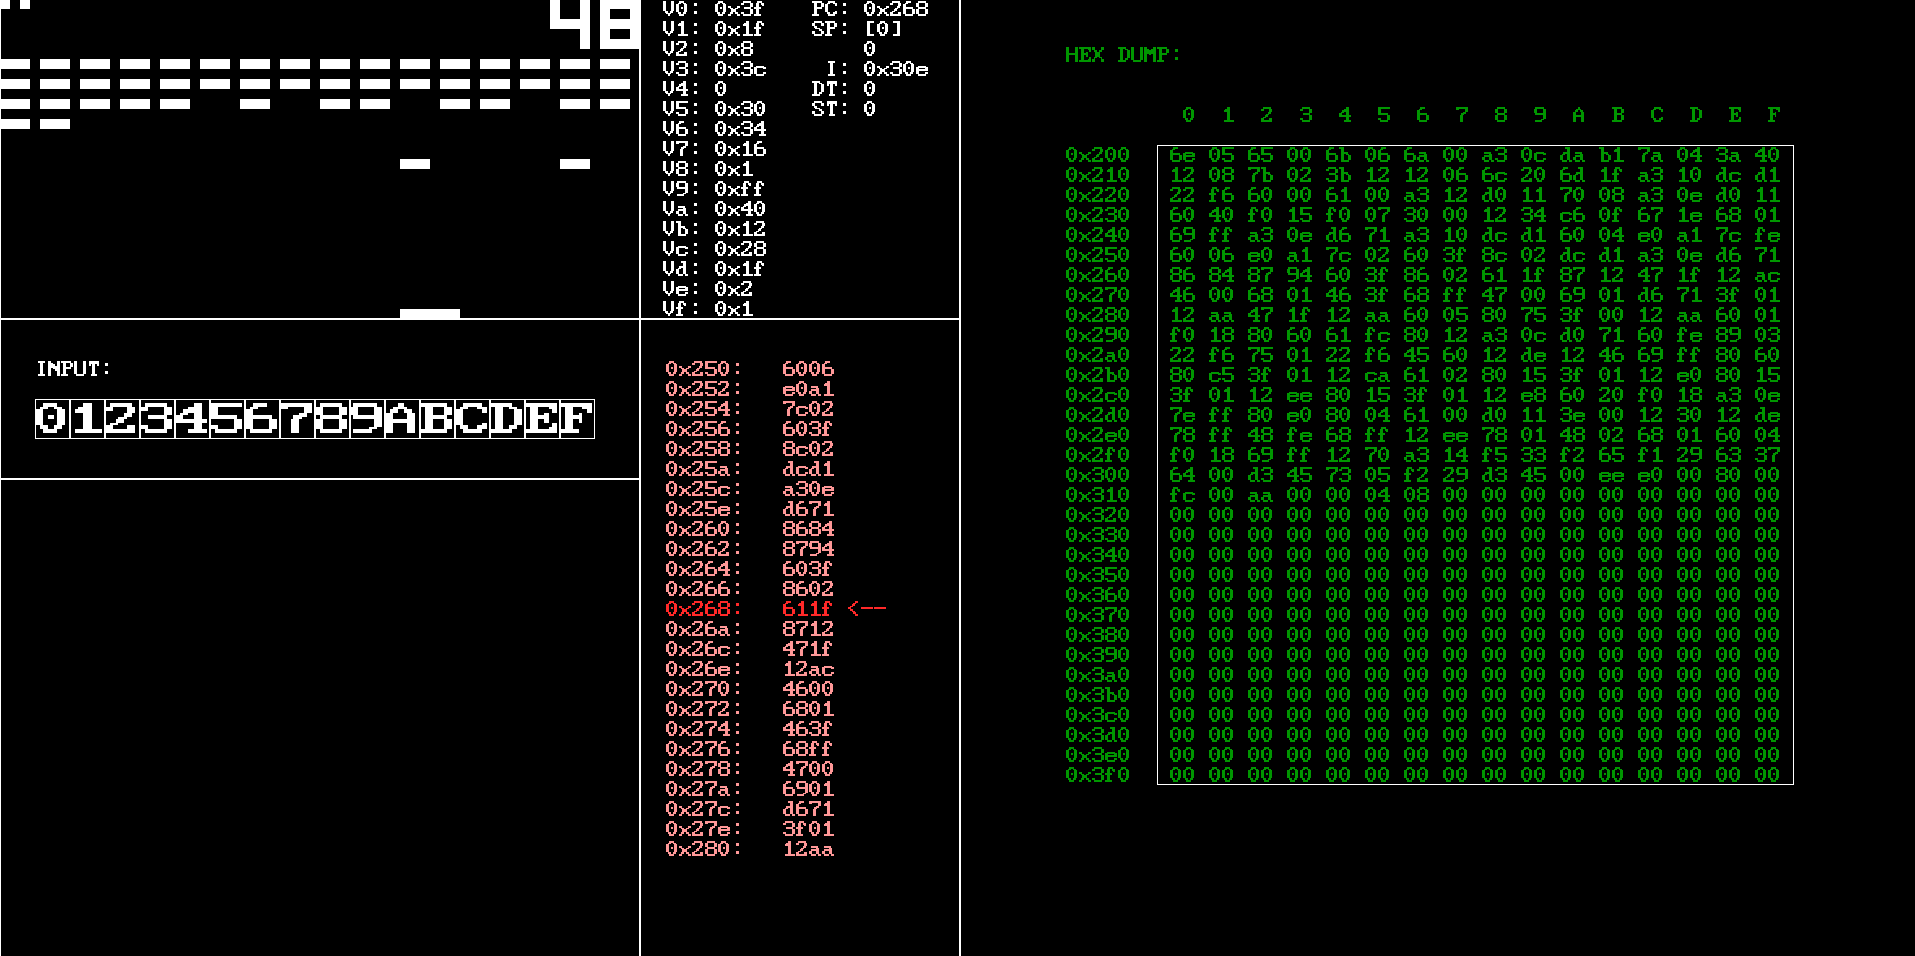 48
V0: 0x3f PC: 0x268
V1: 0x1f SP: [0]
V2: 0x8 0
V3: 0x3c I: 0x30e
V4: 0 DT: 0
V5: 0x30 ST: 0
V6: 0x34
V7: 0x16
V8: 0x1
V9: 0xff
Va: 0x40
Vb: 0x12
Vc: 0x28
Vd: 0x1f
Ve: 0x2
Vf: 0x1
INPUT:
0123456789ABCDEF
0x250: 6006
0x252: e0a1
0x254: 7c02
0x256: 603f
0x258: 8c02
0x25a: dcd1
0x25c: a30e
0x25e: d671
0x260: 8684
0x262: 8794
0x264: 603f
0x266: 8602
0x268: 611f <--
0x26a: 8712
0x26c: 471f
0x26e: 12ac
0x270: 4600
0x272: 6801
0x274: 463f
0x276: 68ff
0x278: 4700
0x27a: 6901
0x27c: d671
0x27e: 3f01
0x280: 12aa
HEX DUMP:
0 1 2 3 4 5 6 7 8 9 A B C D E F
0x200 6e 05 65 00 6b 06 6a 00 a3 0c da b1 7a 04 3a 40
0x210 12 08 7b 02 3b 12 12 06 6c 20 6d 1f a3 10 dc d1
0x220 22 f6 60 00 61 00 a3 12 d0 11 70 08 a3 0e d0 11
0x230 60 40 f0 15 f0 07 30 00 12 34 c6 0f 67 1e 68 01
0x240 69 ff a3 0e d6 71 a3 10 dc d1 60 04 e0 a1 7c fe
0x250 60 06 e0 a1 7c 02 60 3f 8c 02 dc d1 a3 0e d6 71
0x260 86 84 87 94 60 3f 86 02 61 1f 87 12 47 1f 12 ac
0x270 46 00 68 01 46 3f 68 ff 47 00 69 01 d6 71 3f 01
0x280 12 aa 47 1f 12 aa 60 05 80 75 3f 00 12 aa 60 01
0x290 f0 18 80 60 61 fc 80 12 a3 0c d0 71 60 fe 89 03
0x2a0 22 f6 75 01 22 f6 45 60 12 de 12 46 69 ff 80 60
0x2b0 80 c5 3f 01 12 ca 61 02 80 15 3f 01 12 e0 80 15
0x2c0 3f 01 12 ee 80 15 3f 01 12 e8 60 20 f0 18 a3 0e
0x2d0 7e ff 80 e0 80 04 61 00 d0 11 3e 00 12 30 12 de
0x2e0 78 ff 48 fe 68 ff 12 ee 78 01 48 02 68 01 60 04
0x2f0 f0 18 69 ff 12 70 a3 14 f5 33 f2 65 f1 29 63 37
0x300 64 00 d3 45 73 05 f2 29 d3 45 00 ee e0 00 80 00
0x310 fc 00 aa 00 00 04 08 00 00 00 00 00 00 00 00 00
0x320 00 00 00 00 00 00 00 00 00 00 00 00 00 00 00 00
0x330 00 00 00 00 00 00 00 00 00 00 00 00 00 00 00 00
0x340 00 00 00 00 00 00 00 00 00 00 00 00 00 00 00 00
0x350 00 00 00 00 00 00 00 00 00 00 00 00 00 00 00 00
0x360 00 00 00 00 00 00 00 00 00 00 00 00 00 00 00 00
0x370 00 00 00 00 00 00 00 00 00 00 00 00 00 00 00 00
0x380 00 00 00 00 00 00 00 00 00 00 00 00 00 00 00 00
0x390 00 00 00 00 00 00 00 00 00 00 00 00 00 00 00 00
0x3a0 00 00 00 00 00 00 00 00 00 00 00 00 00 00 00 00
0x3b0 00 00 00 00 00 00 00 00 00 00 00 00 00 00 00 00
0x3c0 00 00 00 00 00 00 00 00 00 00 00 00 00 00 00 00
0x3d0 00 00 00 00 00 00 00 00 00 00 00 00 00 00 00 00
0x3e0 00 00 00 00 00 00 00 00 00 00 00 00 00 00 00 00
0x3f0 00 00 00 00 00 00 00 00 00 00 00 00 00 00 00 00